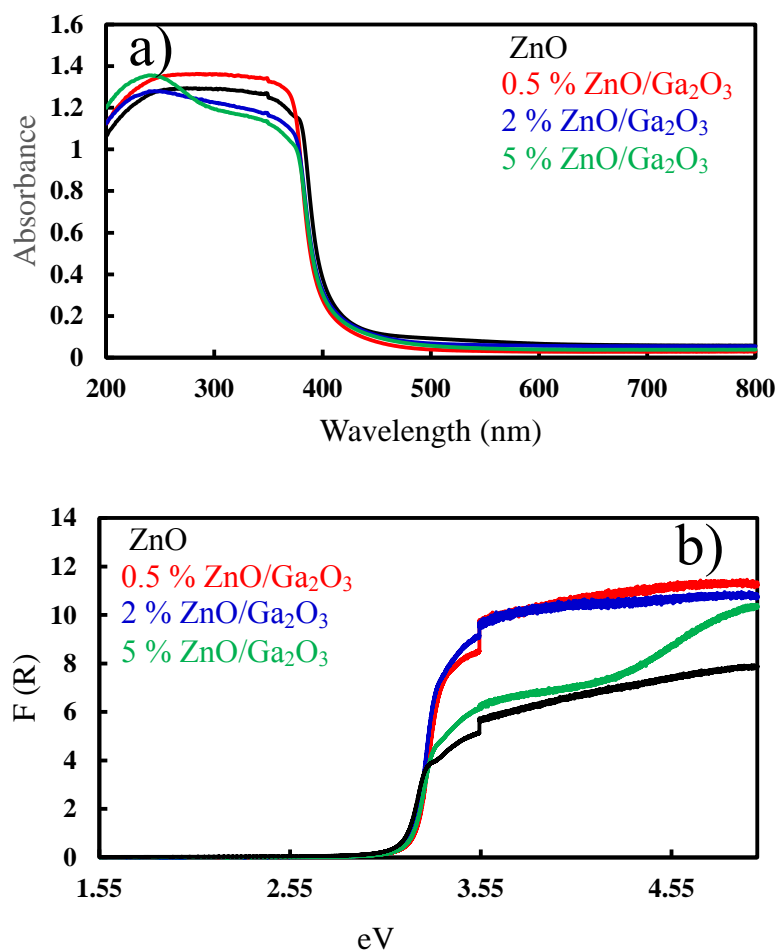 a)
ZnO
0.5 % ZnO/Ga₂O₃
2 % ZnO/Ga₂O₃
5 % ZnO/Ga₂O₃
Absorbance
1.6
1.4
1.2
1
0.8
0.6
0.4
0.2
0
200 300 400 500 600 700 800
Wavelength (nm)
b)
ZnO
0.5 % ZnO/Ga₂O₃
2 % ZnO/Ga₂O₃
5 % ZnO/Ga₂O₃
F (R)
14
12
10
8
6
4
2
0
1.55 2.55 3.55 4.55
eV